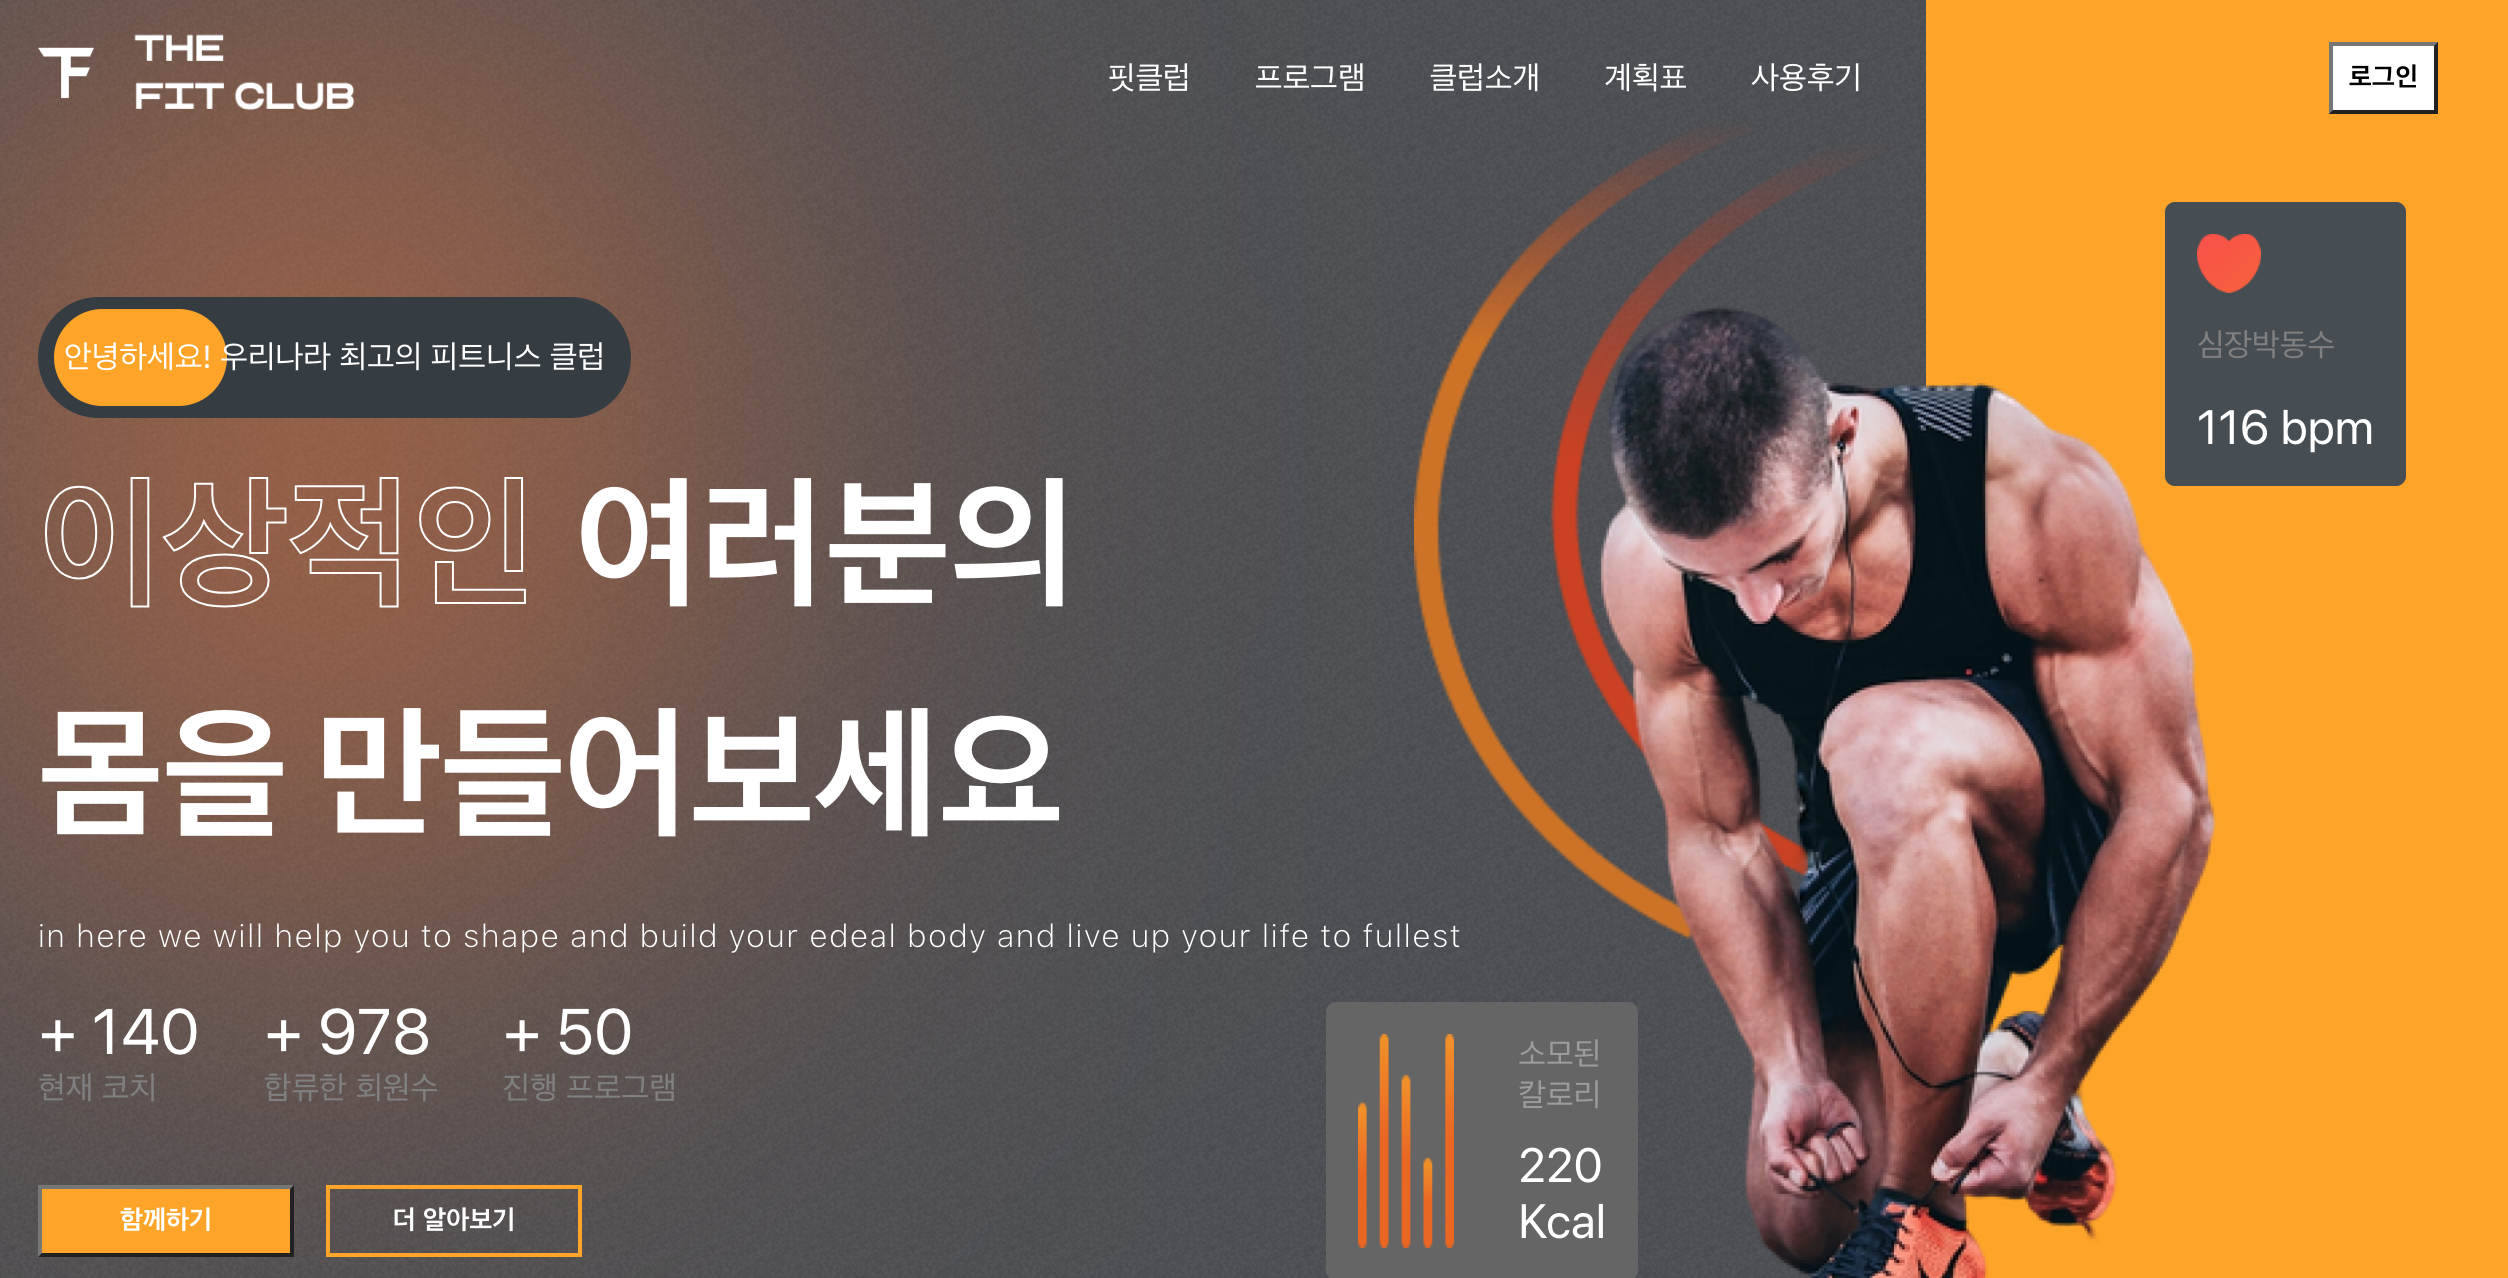 THE
FIT CLUB
핏클럽
프로그램
클럽소개
계획표
사용후기
로그인
심장박동수
116 bpm
안녕하세요! 우리나라 최고의 피트니스 클럽
이상적인 여러분의
몸을 만들어보세요
in here we will help you to shape and build your edeal body and live up your life to fullest
+ 140
현재 코치
+ 978
합류한 회원수
+ 50
진행 프로그램
소모된
칼로리
220
Kcal
함께하기
더 알아보기